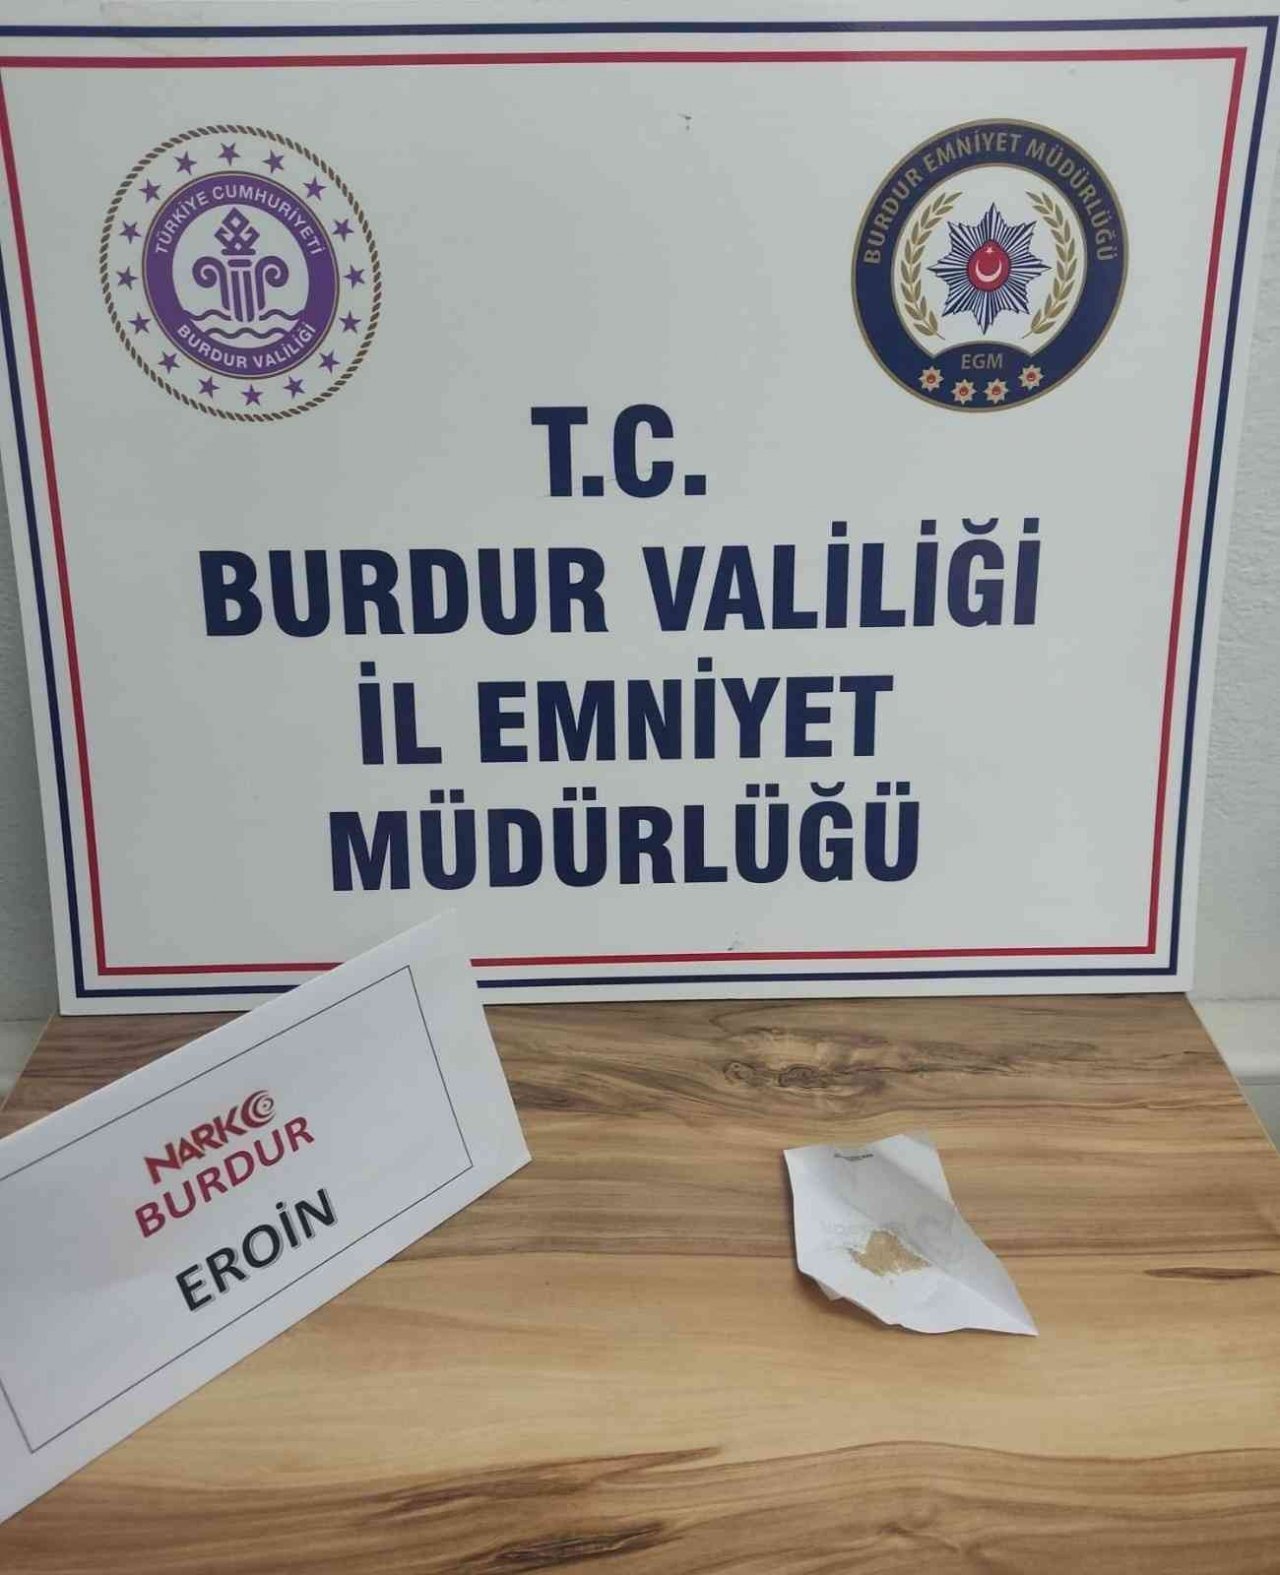 TÜRKİYE CUMHURİYETİ
BURDUR VALİLİĞİ
BURDUR EMNİYET MÜDÜRLÜĞÜ
EGM
T.C.
BURDUR VALİLİĞİ
İL EMNİYET
MÜDÜRLÜĞÜ
NARKO
BURDUR
EROİN